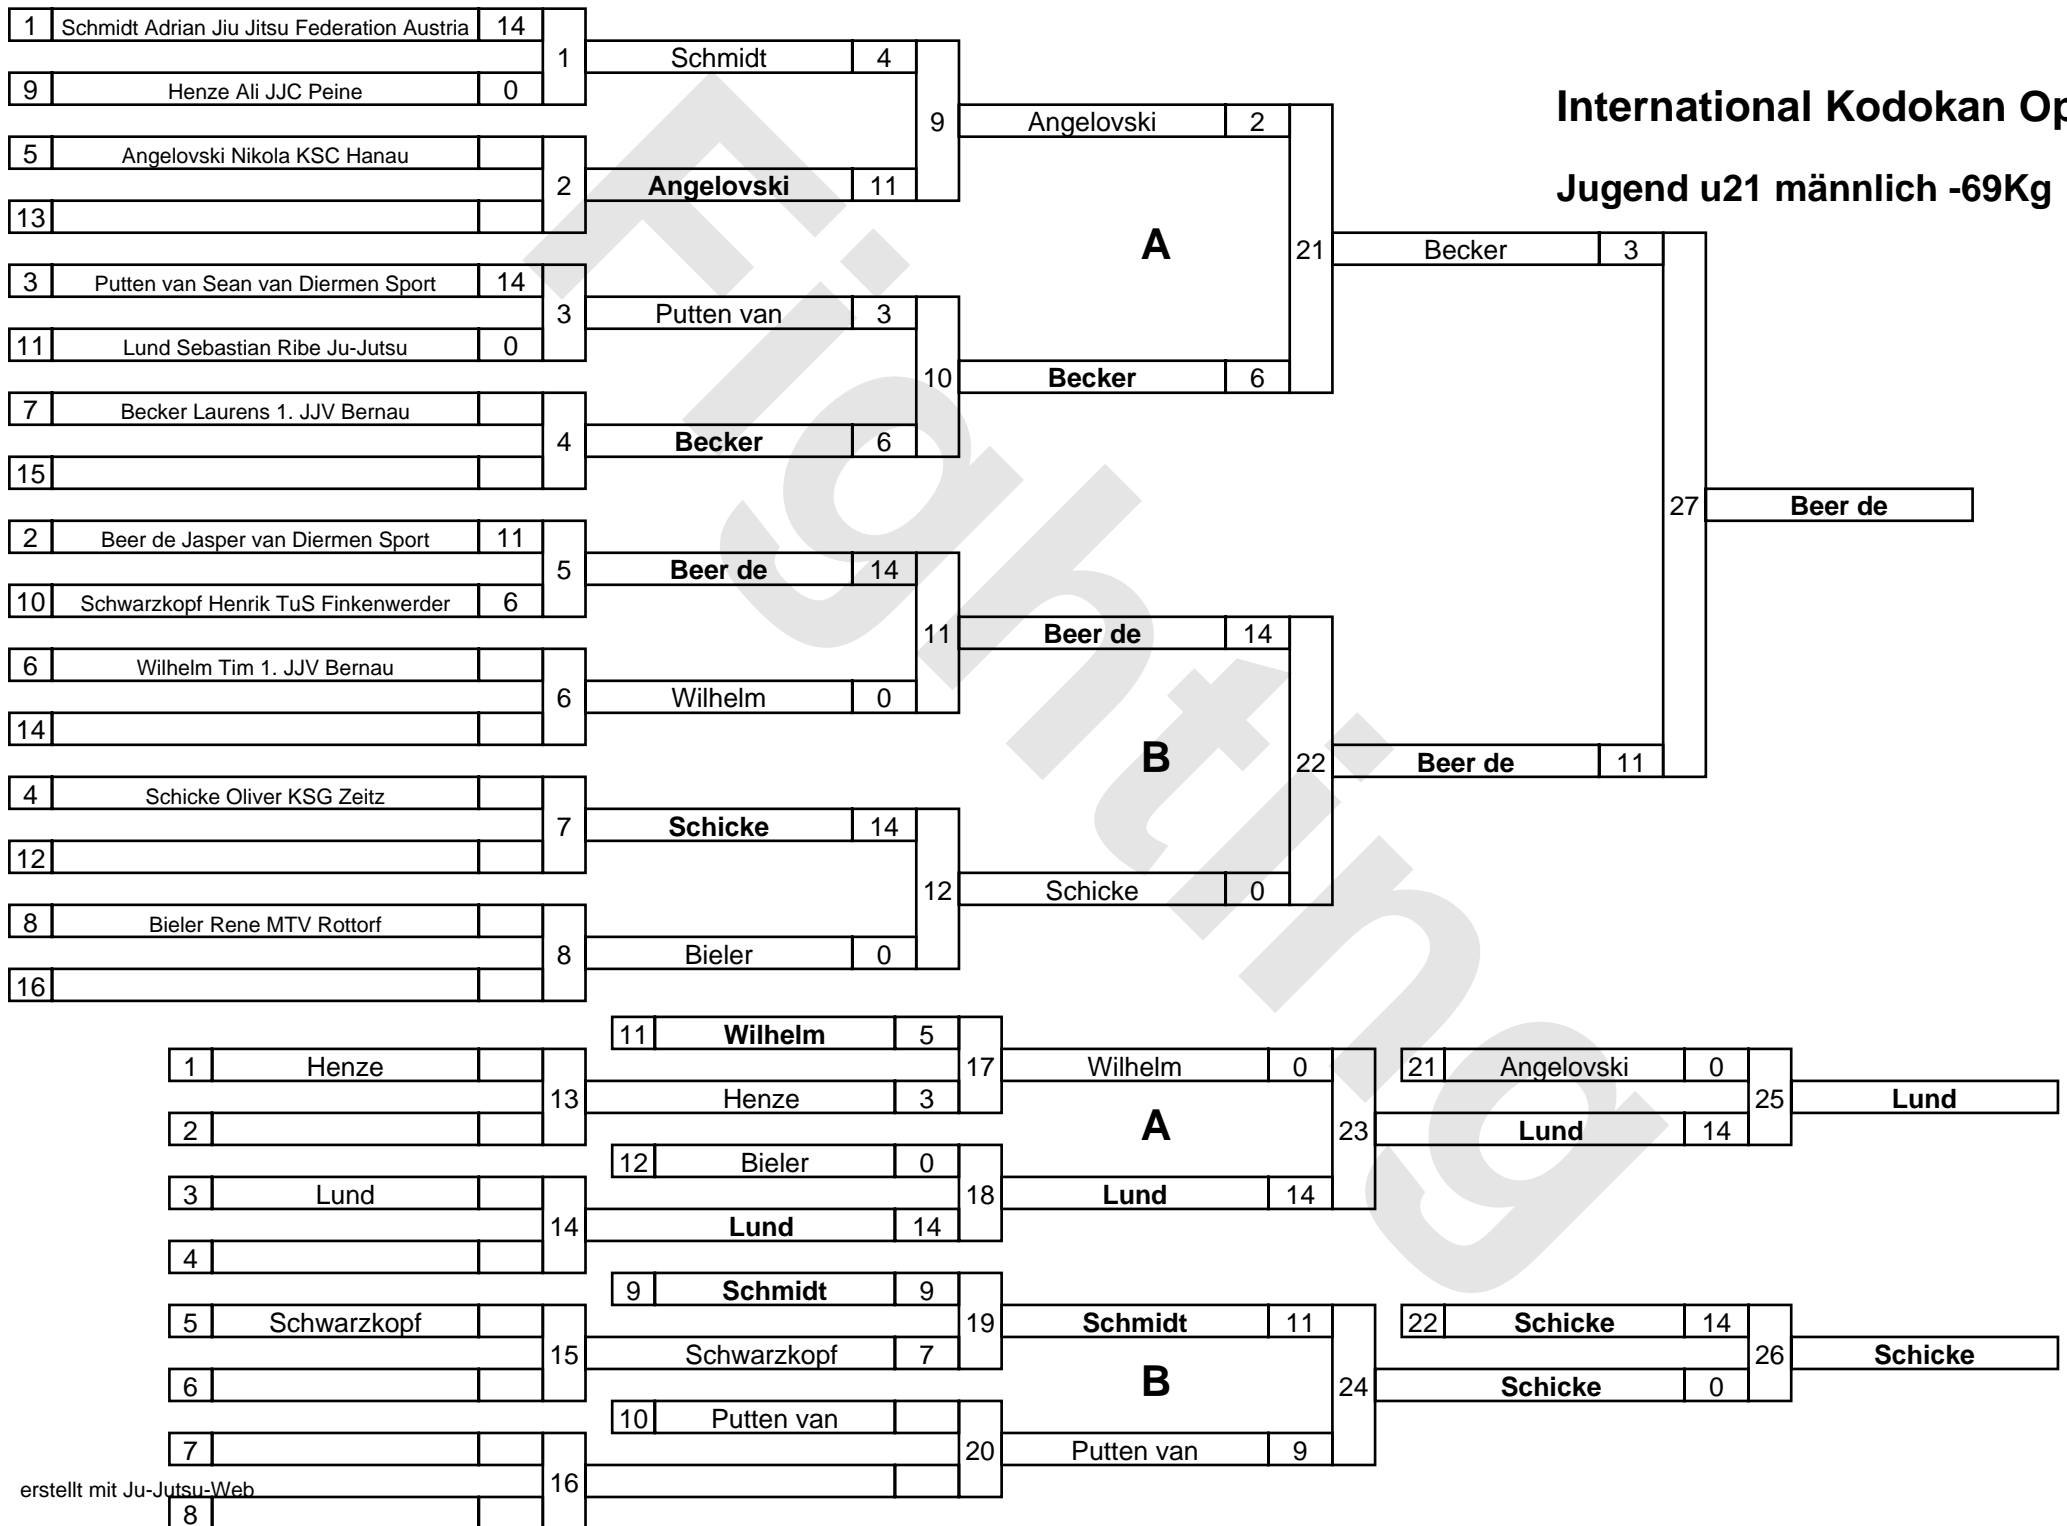 International Kodokan Op
Jugend u21 männlich -69Kg
1 Schmidt Adrian Jiu Jitsu Federation Austria 14
1
9 Henze Ali JJC Peine 0
5 Angelovski Nikola KSC Hanau
2
13
3 Putten van Sean van Diermen Sport 14
3
11 Lund Sebastian Ribe Ju-Jutsu 0
7 Becker Laurens 1. JJV Bernau
4
15
2 Beer de Jasper van Diermen Sport 11
5
10 Schwarzkopf Henrik TuS Finkenwerder 6
6 Wilhelm Tim 1. JJV Bernau
6
14
4 Schicke Oliver KSG Zeitz
7
12
8 Bieler Rene MTV Rottorf
8
16
Schmidt 4
9
Angelovski 11
Putten van 3
10
Becker 6
Beer de 14
11
Wilhelm 0
Schicke 14
12
Bieler 0
Angelovski 2
A
21
Becker 6
Beer de 14
B
22
Schicke 0
Becker 3
27
Beer de 11
Beer de
1 Henze
13
2
3 Lund
14
4
5 Schwarzkopf
15
6
7
16
8
11 Wilhelm 5
17
Henze 3
12 Bieler 0
18
Lund 14
9 Schmidt 9
19
Schwarzkopf 7
10 Putten van
20
Wilhelm 0
A
23
Lund 14
Schmidt 11
B
24
Putten van 9
21 Angelovski 0
25
Lund 14
Lund
22 Schicke 14
26
Schicke 0
Schicke
Fighting
erstellt mit Ju-Jutsu-Web